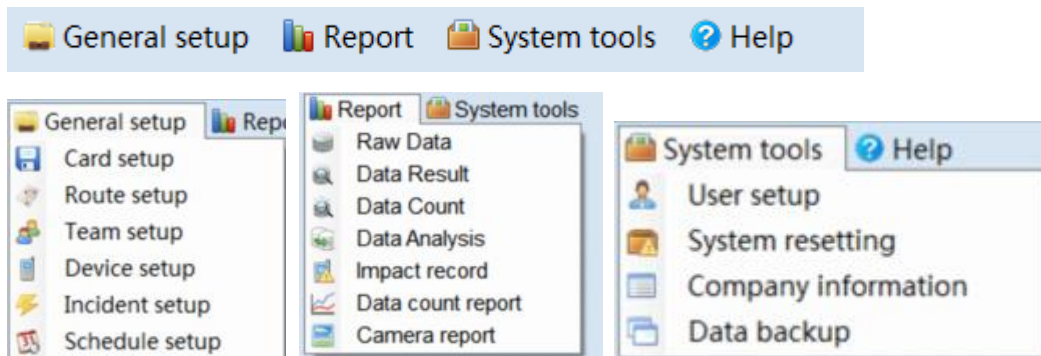 General setup Report System tools Help
General setup Repo
Card setup
Route setup
Team setup
Device setup
Incident setup
Schedule setup
Report System tools
Raw Data
Data Result
Data Count
Data Analysis
Impact record
Data count report
Camera report
System tools Help
User setup
System resetting
Company information
Data backup